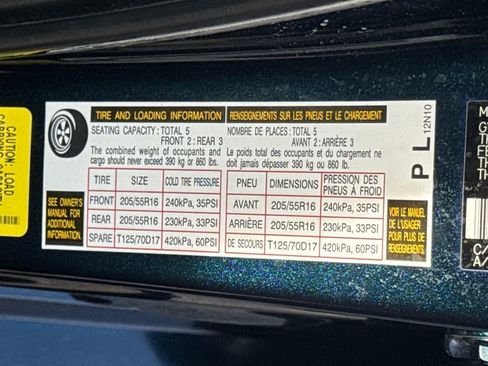 TIRE AND LOADING INFORMATION
SEATING CAPACITY: TOTAL 5
FRONT 2: REAR 3
The combined weight of occupants and
cargo should never exceed 390 kg or 860 lbs.
RENSEIGNEMENTS SUR LES PNEUS ET LE CHARGEMENT
NOMBRE DE PLACES: TOTAL 5
AVANT 2: ARRIÈRE 3
Le poids total des occupants et du chargement ne
doit jamais dépasser 390 kg ou 860 lb.
SEE OWNER'S
MANUAL FOR
ADDITIONAL
INFORMATION.
TIRE SIZE COLD TIRE PRESSURE
FRONT 205/55R16 240kPa, 35PSI
REAR 205/55R16 230kPa, 33PSI
SPARE T125/70D17 420kPa, 60PSI
PNEU DIMENSIONS PRESSION DES
PNEUS À FROID
AVANT 205/55R16 240kPa, 35PSI
ARRIÈRE 205/55R16 230kPa, 33PSI
DE SECOURS T125/70D17 420kPa, 60PSI
VOIR LE MANUEL
DE L'USAGER
POUR PLUS DE
RENSEIGNEMENTS.
PL
12N10
CAUTION: LOAD